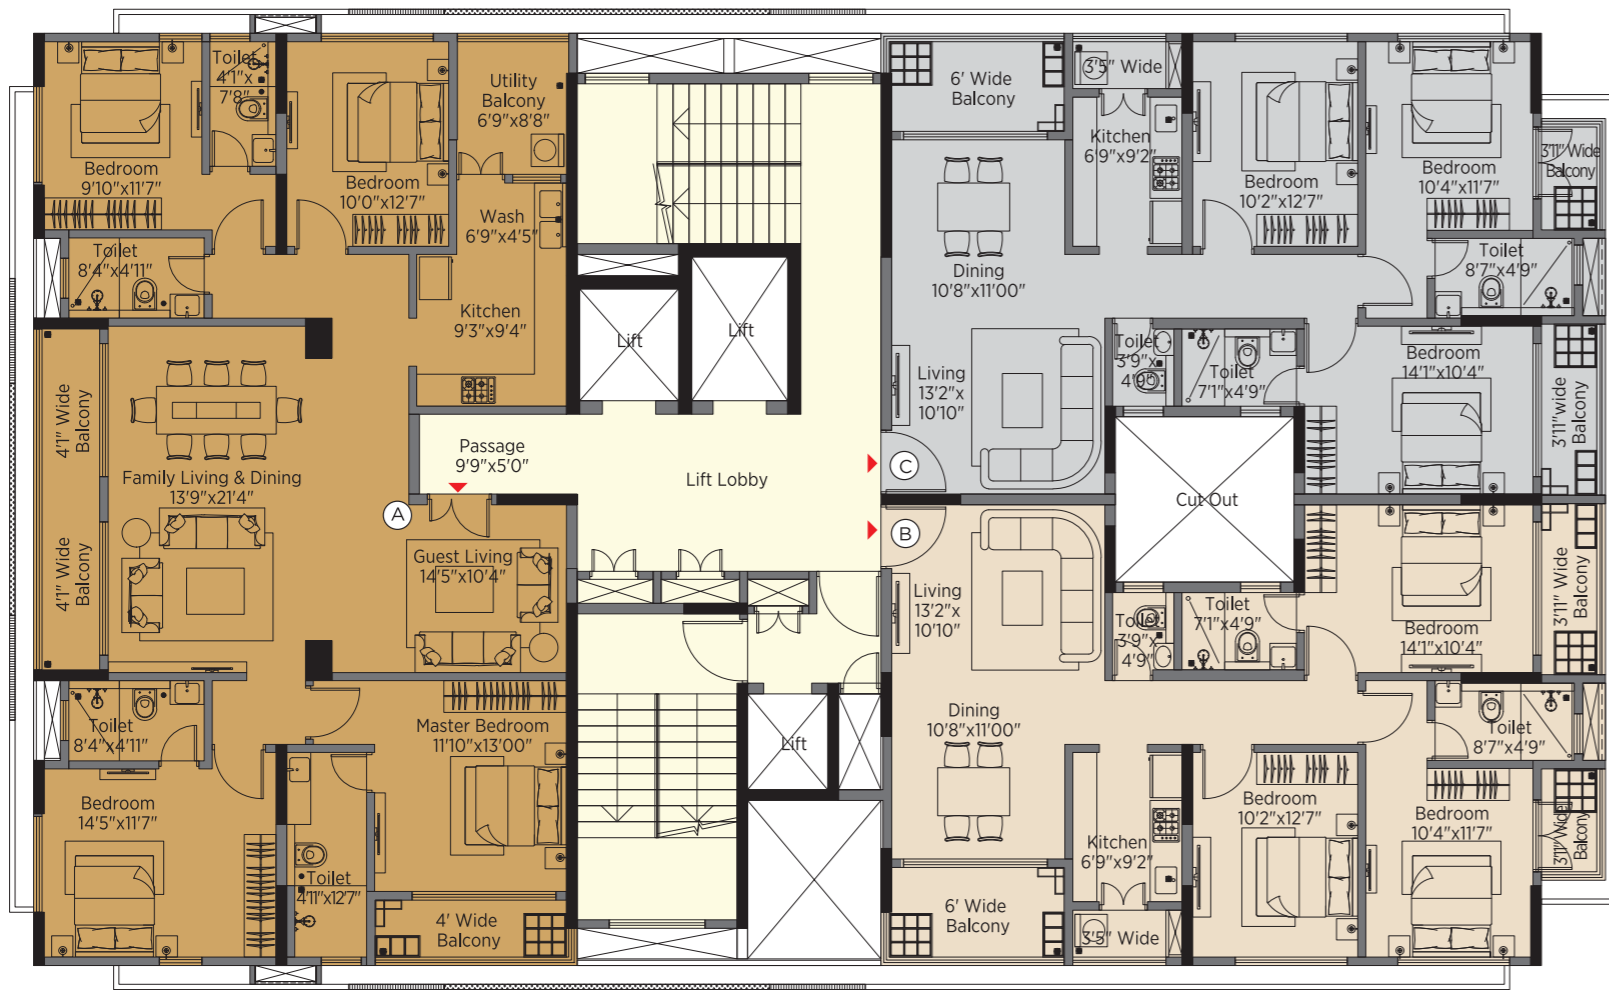 Toilet
4'1"x
7'8"
Bedroom
9'10"x11'7"
Bedroom
10'0"x12'7"
Utility
Balcony
6'9"x8'8"
Wash
6'9"x4'5"
Toilet
8'4"x4'11"
Kitchen
9'3"x9'4"
4'1" Wide
Balcony
4'1" Wide
Balcony
Family Living & Dining
13'9"x21'4"
Passage
9'9"x5'0"
A
Guest Living
14'5"x10'4"
Toilet
8'4"x4'11"
Master Bedroom
11'10"x13'00"
Bedroom
14'5"x11'7"
Toilet
4'11"x12'7"
4' Wide
Balcony
Lift
Lift
Lift Lobby
Lift
6' Wide
Balcony
3'5" Wide
Kitchen
6'9"x9'2"
Bedroom
10'2"x12'7"
Bedroom
10'4"x11'7"
3'11" Wide
Balcony
Dining
10'8"x11'00"
Toilet
8'7"x4'9"
Living
13'2"x
10'10"
Toilet
3'9"x
4'9"
Toilet
7'1"x4'9"
Bedroom
14'1"x10'4"
3'11"wide
Balcony
C
Cut Out
B
Living
13'2"x
10'10"
Toilet
3'9"x
4'9"
Toilet
7'1"x4'9"
Bedroom
14'1"x10'4"
3'11" Wide
Balcony
Dining
10'8"x11'00"
Toilet
8'7"x4'9"
Kitchen
6'9"x9'2"
Bedroom
10'2"x12'7"
Bedroom
10'4"x11'7"
3'11" Wide
Balcony
6' Wide
Balcony
3'5" Wide